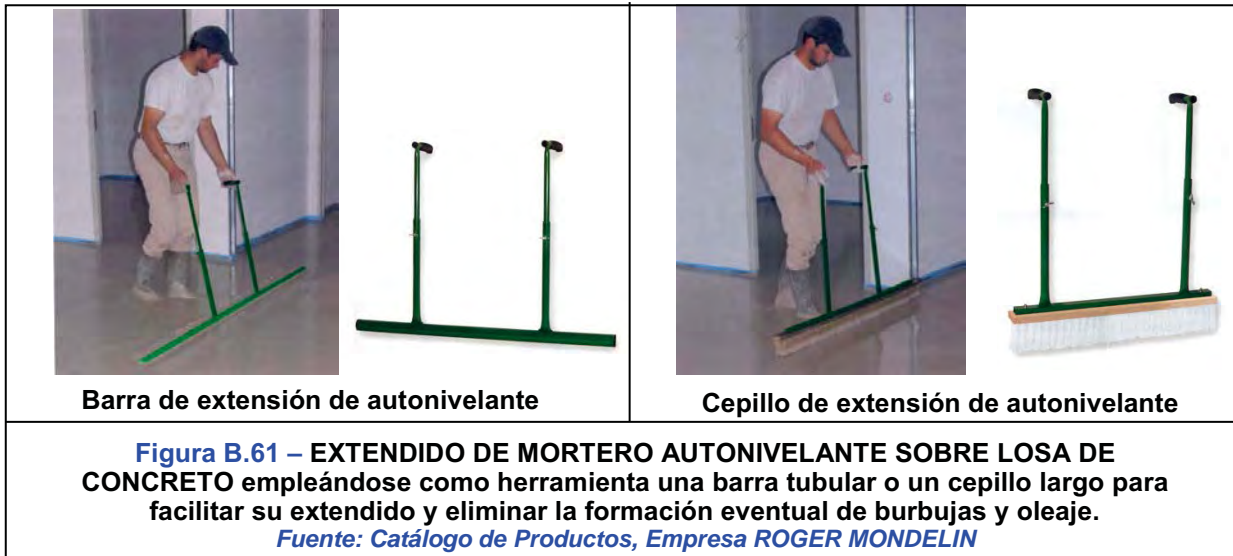 Barra de extensión de autonivelante
Cepillo de extensión de autonivelante
Figura B.61 – EXTENDIDO DE MORTERO AUTONIVELANTE SOBRE LOSA DE
CONCRETO empleándose como herramienta una barra tubular o un cepillo largo para
facilitar su extendido y eliminar la formación eventual de burbujas y oleaje.
Fuente: Catálogo de Productos, Empresa ROGER MONDELIN